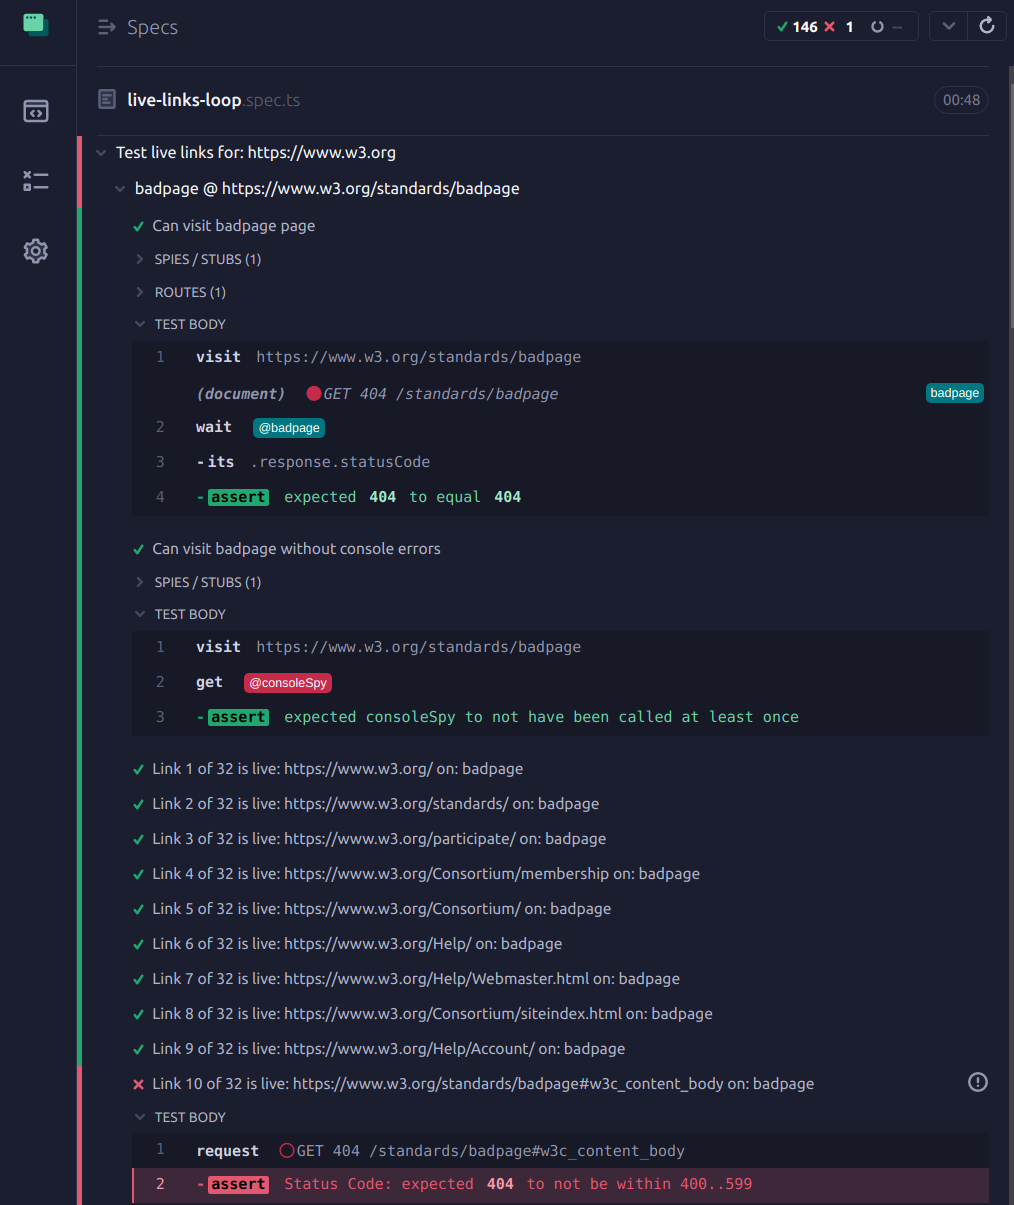 Specs
146 1 --
live-links-loop.spec.ts 00:48
Test live links for: https://www.w3.org
badpage @ https://www.w3.org/standards/badpage
Can visit badpage page
SPIES / STUBS (1)
ROUTES (1)
TEST BODY
1 visit https://www.w3.org/standards/badpage
(document) GET 404 /standards/badpage badpage
2 wait @badpage
3 -its .response.statusCode
4 -assert expected 404 to equal 404
Can visit badpage without console errors
SPIES / STUBS (1)
TEST BODY
1 visit https://www.w3.org/standards/badpage
2 get @consoleSpy
3 -assert expected consoleSpy to not have been called at least once
Link 1 of 32 is live: https://www.w3.org/ on: badpage
Link 2 of 32 is live: https://www.w3.org/standards/ on: badpage
Link 3 of 32 is live: https://www.w3.org/participate/ on: badpage
Link 4 of 32 is live: https://www.w3.org/Consortium/membership on: badpage
Link 5 of 32 is live: https://www.w3.org/Consortium/ on: badpage
Link 6 of 32 is live: https://www.w3.org/Help/ on: badpage
Link 7 of 32 is live: https://www.w3.org/Help/Webmaster.html on: badpage
Link 8 of 32 is live: https://www.w3.org/Consortium/siteindex.html on: badpage
Link 9 of 32 is live: https://www.w3.org/Help/Account/ on: badpage
Link 10 of 32 is live: https://www.w3.org/standards/badpage#w3c_content_body on: badpage
TEST BODY
1 request GET 404 /standards/badpage#w3c_content_body
2 -assert Status Code: expected 404 to not be within 400..599